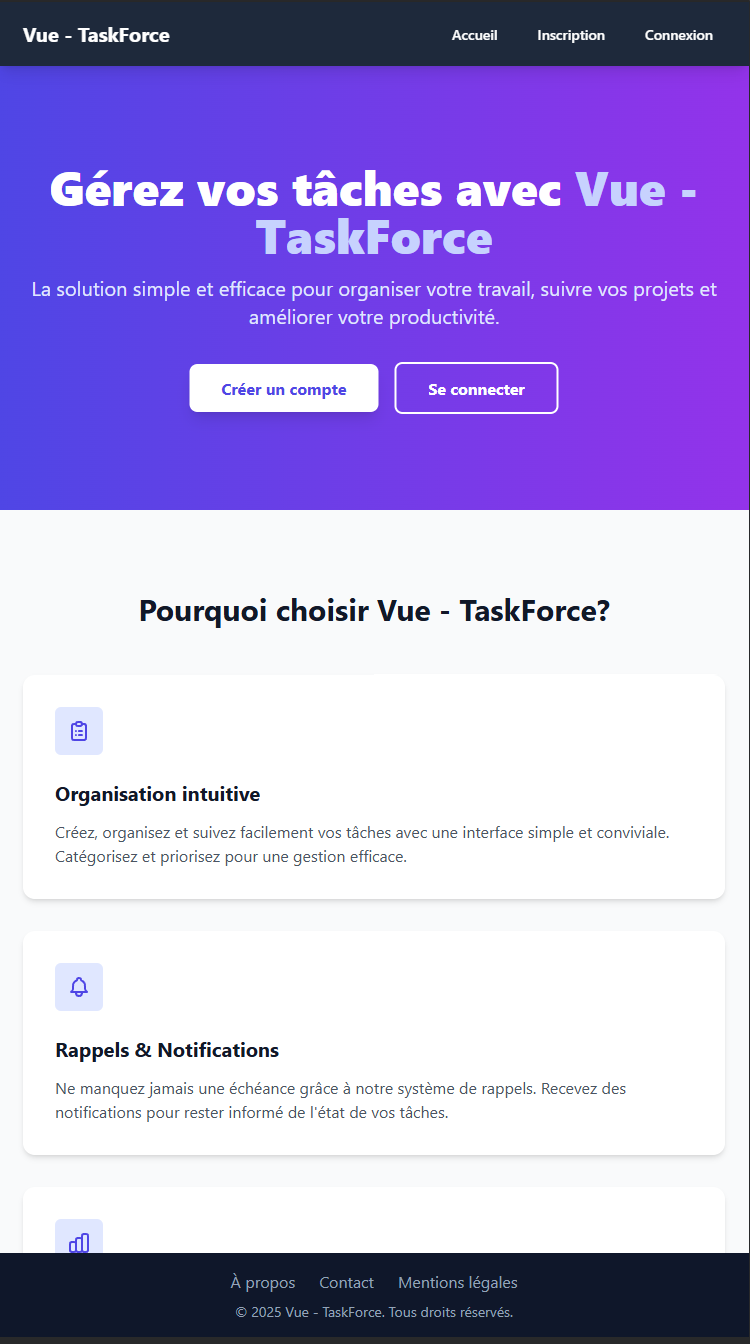 Vue - TaskForce
Accueil
Inscription
Connexion
Gérez vos tâches avec Vue -
TaskForce
La solution simple et efficace pour organiser votre travail, suivre vos projets et
améliorer votre productivité.
Créer un compte
Se connecter
Pourquoi choisir Vue - TaskForce?
Organisation intuitive
Créez, organisez et suivez facilement vos tâches avec une interface simple et conviviale.
Catégorisez et priorisez pour une gestion efficace.
Rappels & Notifications
Ne manquez jamais une échéance grâce à notre système de rappels. Recevez des
notifications pour rester informé de l'état de vos tâches.
À propos
Contact
Mentions légales
© 2025 Vue - TaskForce. Tous droits réservés.